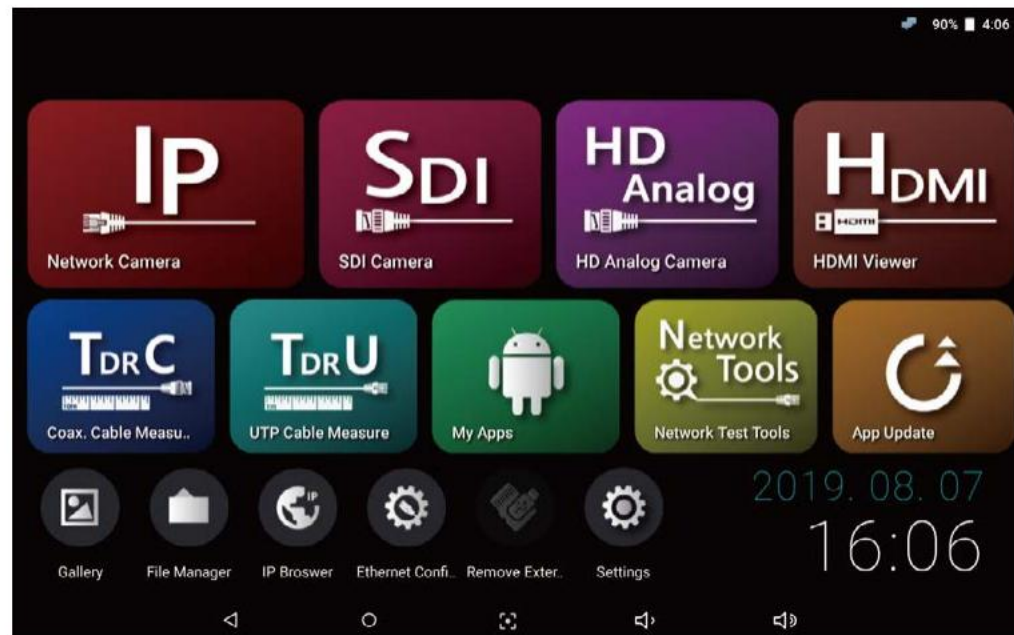 90% 4:06
IP
Network Camera
SDI
SDI Camera
HD
Analog
HD Analog Camera
HDMI
HDMI
HDMI Viewer
TDR C
Coax. Cable Measu..
TDR U
UTP Cable Measure
My Apps
Network
Tools
Network Test Tools
App Update
2019. 08. 07
16:06
IP
Gallery
File Manager
IP Broswer
Ethernet Confi..
Remove Exter..
Settings